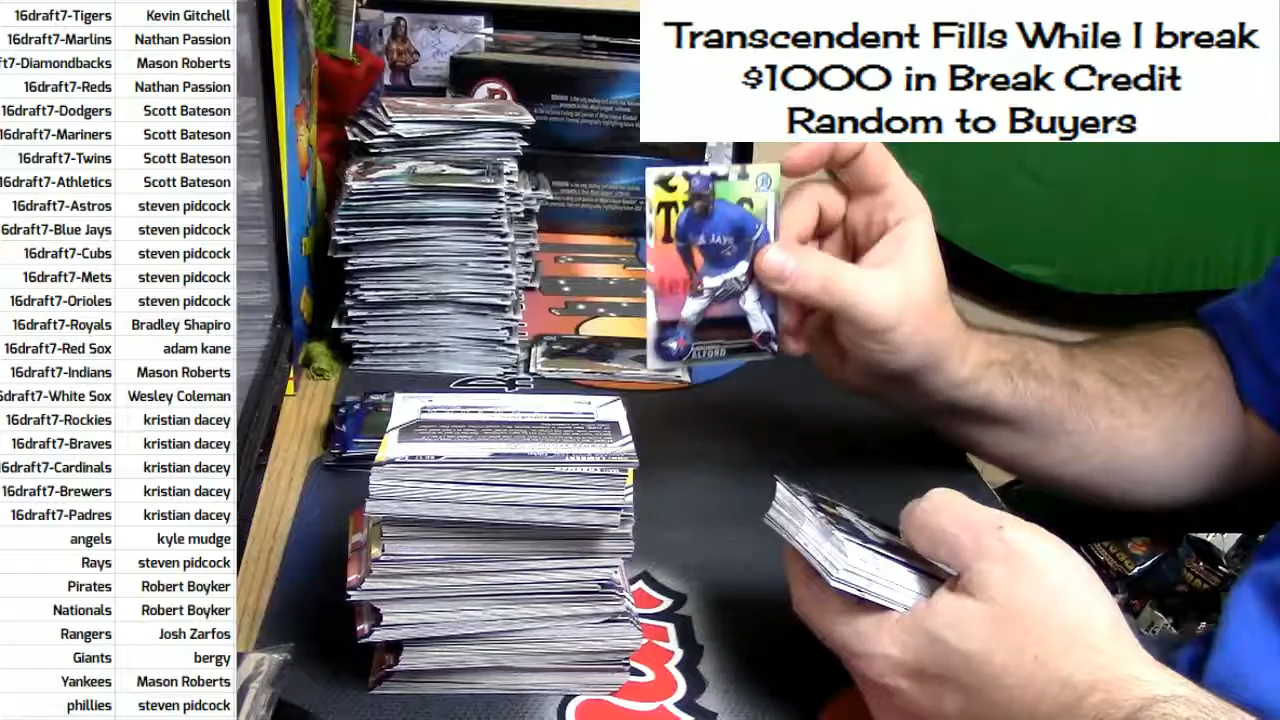 16draft7-Tigers Kevin Gitchell
16draft7-Marlins Nathan Passion
ft7-Diamondbacks Mason Roberts
16draft7-Reds Nathan Passion
16draft7-Dodgers Scott Bateson
16draft7-Mariners Scott Bateson
16draft7-Twins Scott Bateson
16draft7-Athletics Scott Bateson
16draft7-Astros steven pidcock
6draft7-Blue Jays steven pidcock
16draft7-Cubs steven pidcock
16draft7-Mets steven pidcock
16draft7-Orioles steven pidcock
16draft7-Royals Bradley Shapiro
16draft7-Red Sox adam kane
16draft7-Indians Mason Roberts
6draft7-White Sox Wesley Coleman
16draft7-Rockies kristian dacey
16draft7-Braves kristian dacey
16draft7-Cardinals kristian dacey
16draft7-Brewers kristian dacey
16draft7-Padres kristian dacey
angels kyle mudge
Rays steven pidcock
Pirates Robert Boyker
Nationals Robert Boyker
Rangers Josh Zarfos
Giants bergy
Yankees Mason Roberts
phillies steven pidcock
Transcendent Fills While I break
$1000 in Break Credit
Random to Buyers
JAYS
ALFORD